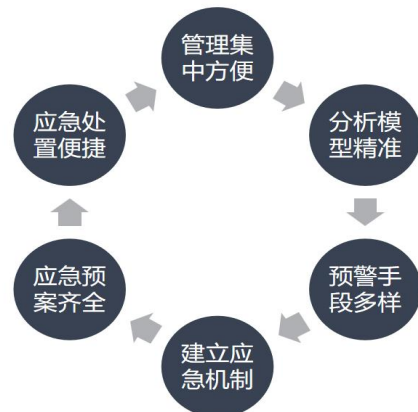 管理集
中方便
分析模
型精准
预警手
段多样
建立应
急机制
应急预
案齐全
应急处
置便捷